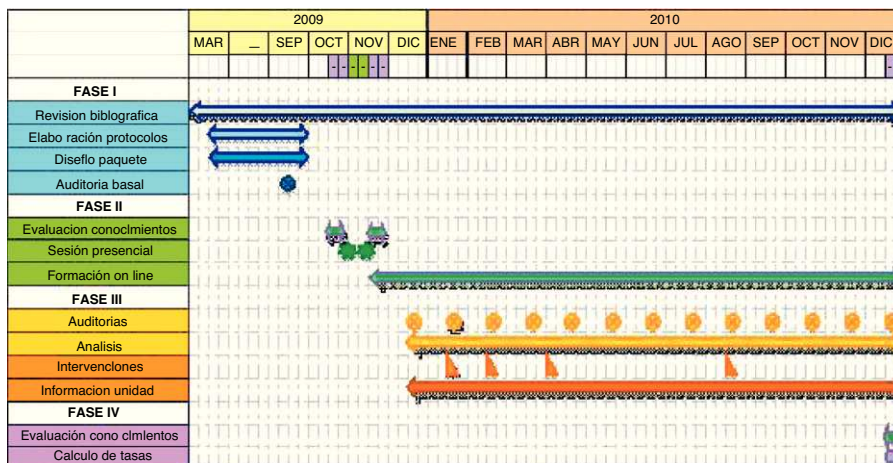 2009 2010
MAR _ SEP OCT NOV DIC ENE FEB MAR ABR MAY JUN JUL AGO SEP OCT NOV DIC
- - - - - - -
FASE I
Revision biblografica
Elabo ración protocolos
Diseflo paquete
Auditoria basal
FASE II
Evaluacion conoclmientos
Sesión presencial
Formación on line
FASE III
Auditorias
Analisis
Intervenclones
Informacion unidad
FASE IV
Evaluación cono clmlentos
Calculo de tasas